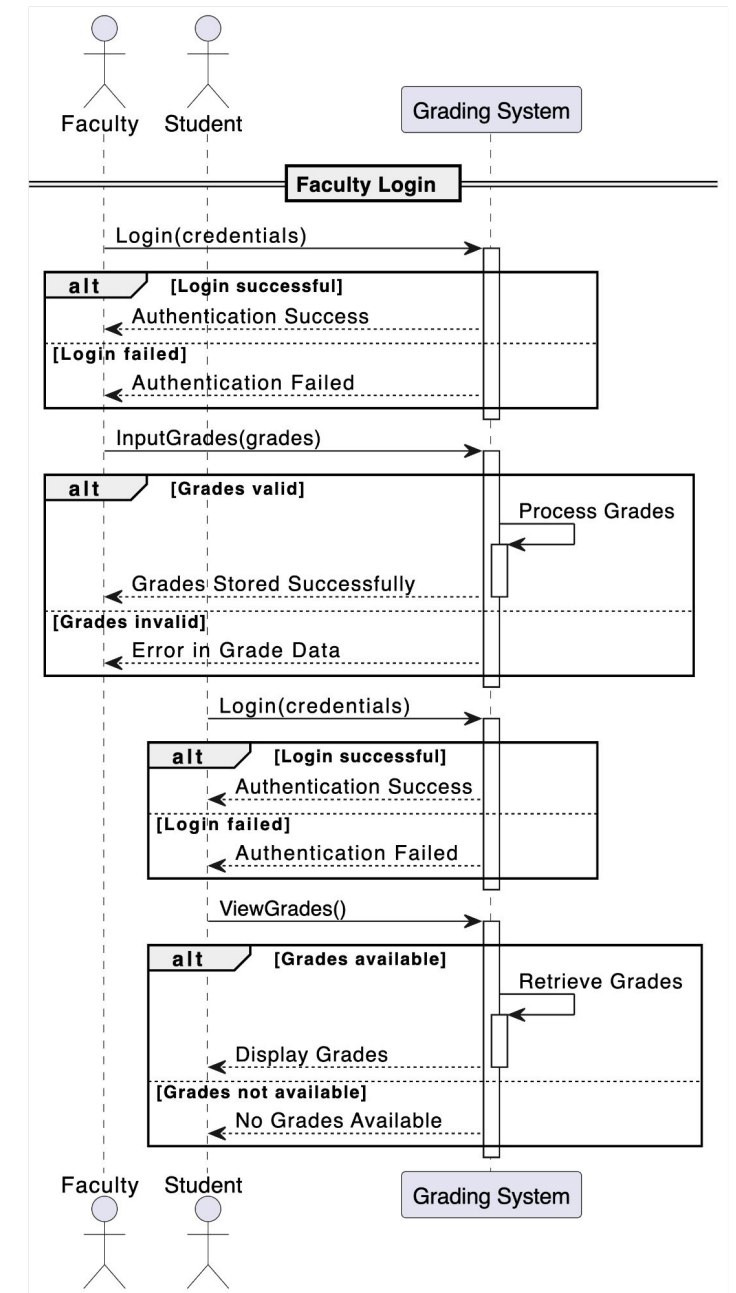 Faculty Student Grading System
Faculty Login
Login(credentials)
alt [Login successful]
Authentication Success
[Login failed]
Authentication Failed
InputGrades(grades)
alt [Grades valid]
Process Grades
Grades Stored Successfully
[Grades invalid]
Error in Grade Data
Login(credentials)
alt [Login successful]
Authentication Success
[Login failed]
Authentication Failed
ViewGrades()
alt [Grades available]
Retrieve Grades
Display Grades
[Grades not available]
No Grades Available
Faculty Student Grading System